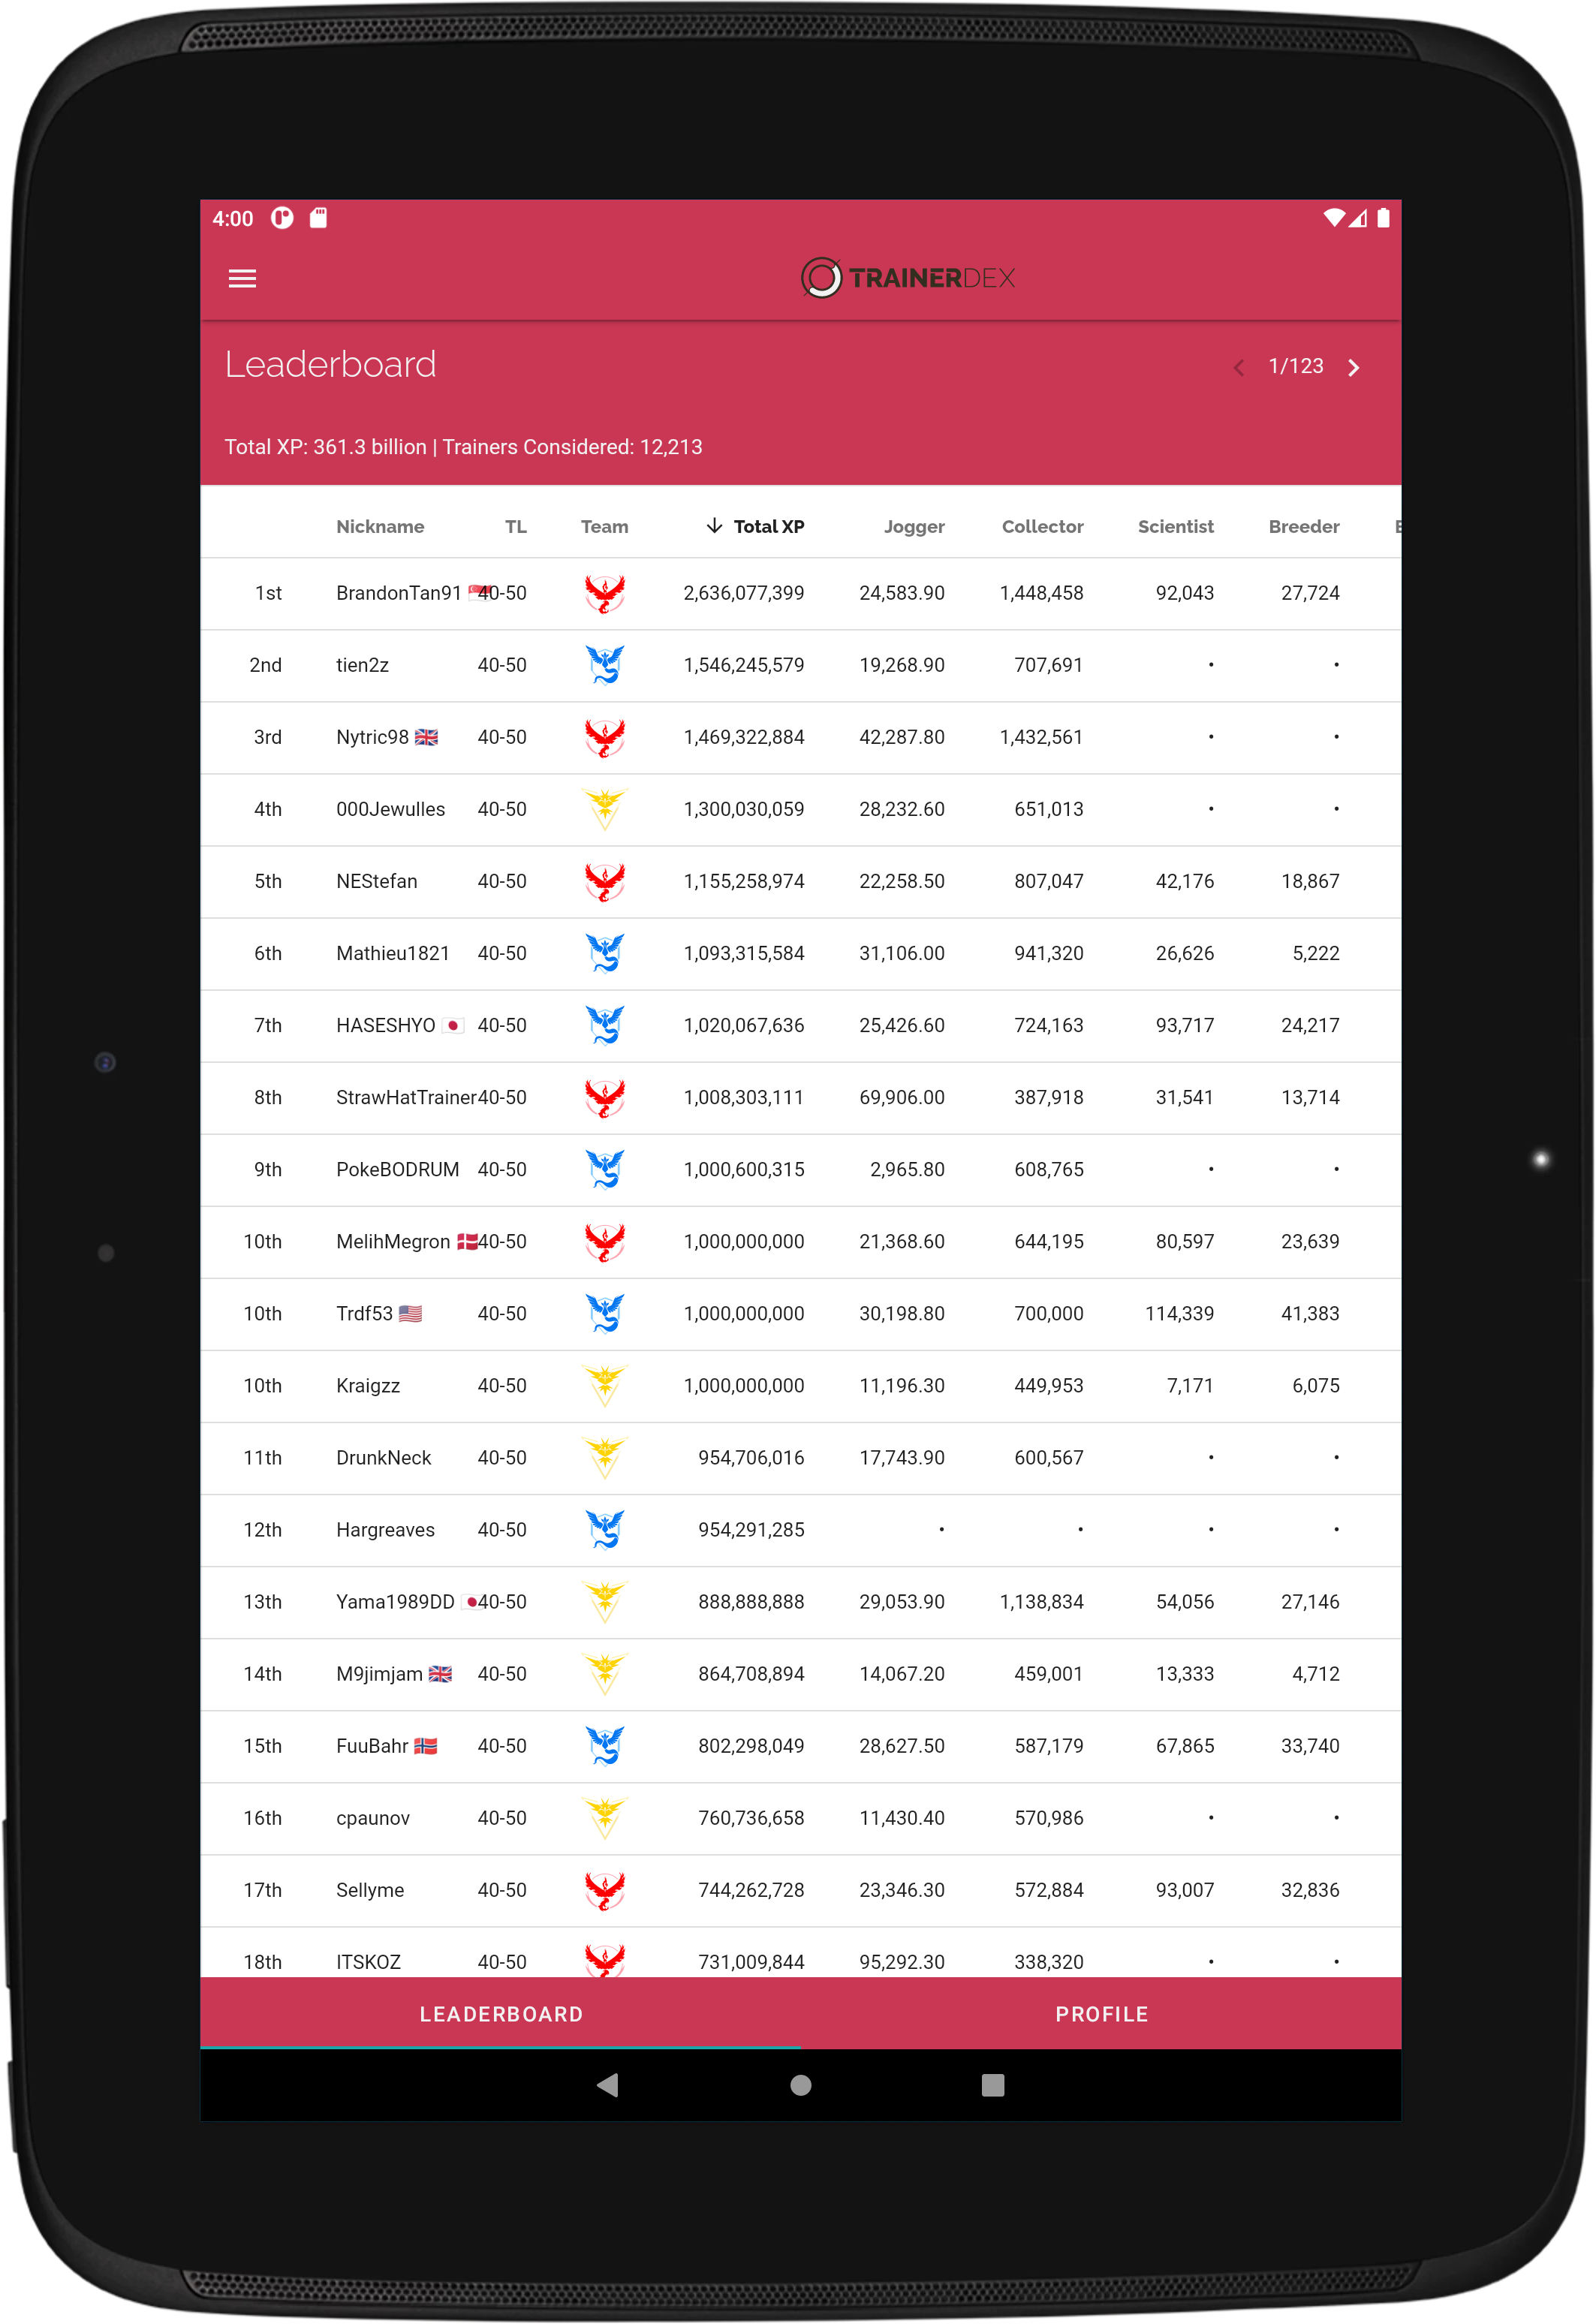 4:00
TRAINERDEX
Leaderboard 1/123
Total XP: 361.3 billion | Trainers Considered: 12,213
Nickname TL Team Total XP Jogger Collector Scientist Breeder
1st BrandonTan91 40-50 2,636,077,399 24,583.90 1,448,458 92,043 27,724
2nd tien2z 40-50 1,546,245,579 19,268.90 707,691 • •
3rd Nytric98 40-50 1,469,322,884 42,287.80 1,432,561 • •
4th 000Jewulles 40-50 1,300,030,059 28,232.60 651,013 • •
5th NEStefan 40-50 1,155,258,974 22,258.50 807,047 42,176 18,867
6th Mathieu1821 40-50 1,093,315,584 31,106.00 941,320 26,626 5,222
7th HASESHYO 40-50 1,020,067,636 25,426.60 724,163 93,717 24,217
8th StrawHatTrainer 40-50 1,008,303,111 69,906.00 387,918 31,541 13,714
9th PokeBODRUM 40-50 1,000,600,315 2,965.80 608,765 • •
10th MelihMegron 40-50 1,000,000,000 21,368.60 644,195 80,597 23,639
10th Trdf53 40-50 1,000,000,000 30,198.80 700,000 114,339 41,383
10th Kraigzz 40-50 1,000,000,000 11,196.30 449,953 7,171 6,075
11th DrunkNeck 40-50 954,706,016 17,743.90 600,567 • •
12th Hargreaves 40-50 954,291,285 • • • •
13th Yama1989DD 40-50 888,888,888 29,053.90 1,138,834 54,056 27,146
14th M9jimjam 40-50 864,708,894 14,067.20 459,001 13,333 4,712
15th FuuBahr 40-50 802,298,049 28,627.50 587,179 67,865 33,740
16th cpaunov 40-50 760,736,658 11,430.40 570,986 • •
17th Sellyme 40-50 744,262,728 23,346.30 572,884 93,007 32,836
18th ITSKOZ 40-50 731,009,844 95,292.30 338,320 • •
LEADERBOARD PROFILE